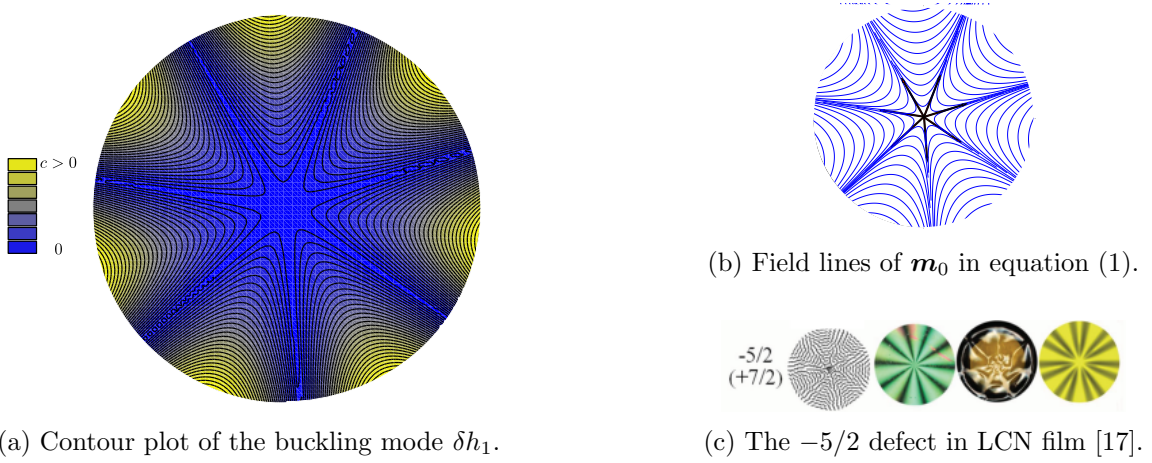 c > 0
0
(a) Contour plot of the buckling mode δh₁.
(b) Field lines of m₀ in equation (1).
-5/2
(+7/2)
(c) The −5/2 defect in LCN film [17].